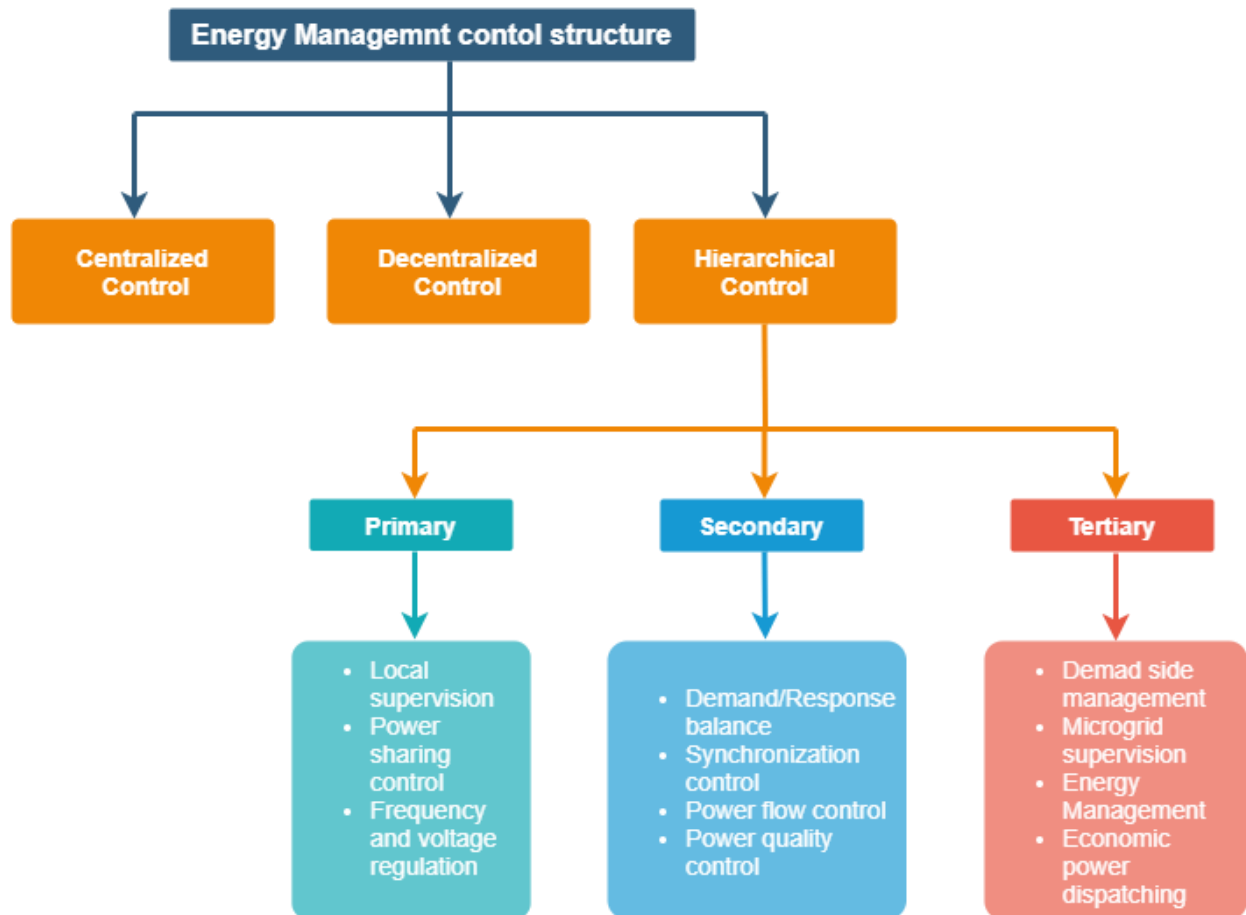 Energy Managemnt contol structure
Centralized
Control
Decentralized
Control
Hierarchical
Control
Primary
Secondary
Tertiary
• Local
supervision
• Power
sharing
control
• Frequency
and voltage
regulation
• Demand/Response
balance
• Synchronization
control
• Power flow control
• Power quality
control
• Demad side
management
• Microgrid
supervision
• Energy
Management
• Economic
power
dispatching